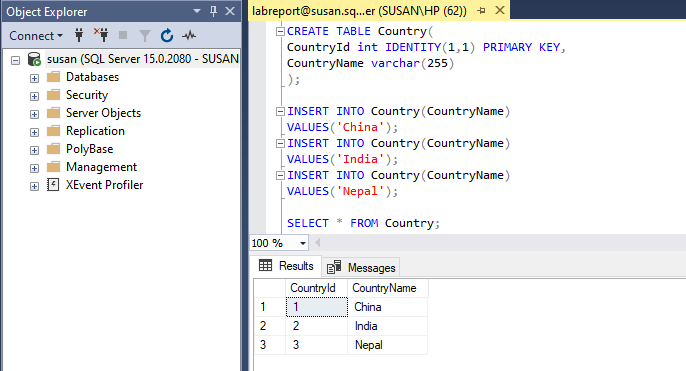 Object Explorer
Connect
susan (SQL Server 15.0.2080 - SUSAN
Databases
Security
Server Objects
Replication
PolyBase
Management
XEvent Profiler
labreport@susan.sq...er (SUSAN\HP (62))
CREATE TABLE Country(
CountryId int IDENTITY(1,1) PRIMARY KEY,
CountryName varchar(255)
);
INSERT INTO Country(CountryName)
VALUES('China');
INSERT INTO Country(CountryName)
VALUES('India');
INSERT INTO Country(CountryName)
VALUES('Nepal');
SELECT * FROM Country;
100 %
Results Messages
CountryId CountryName
1 1 China
2 2 India
3 3 Nepal